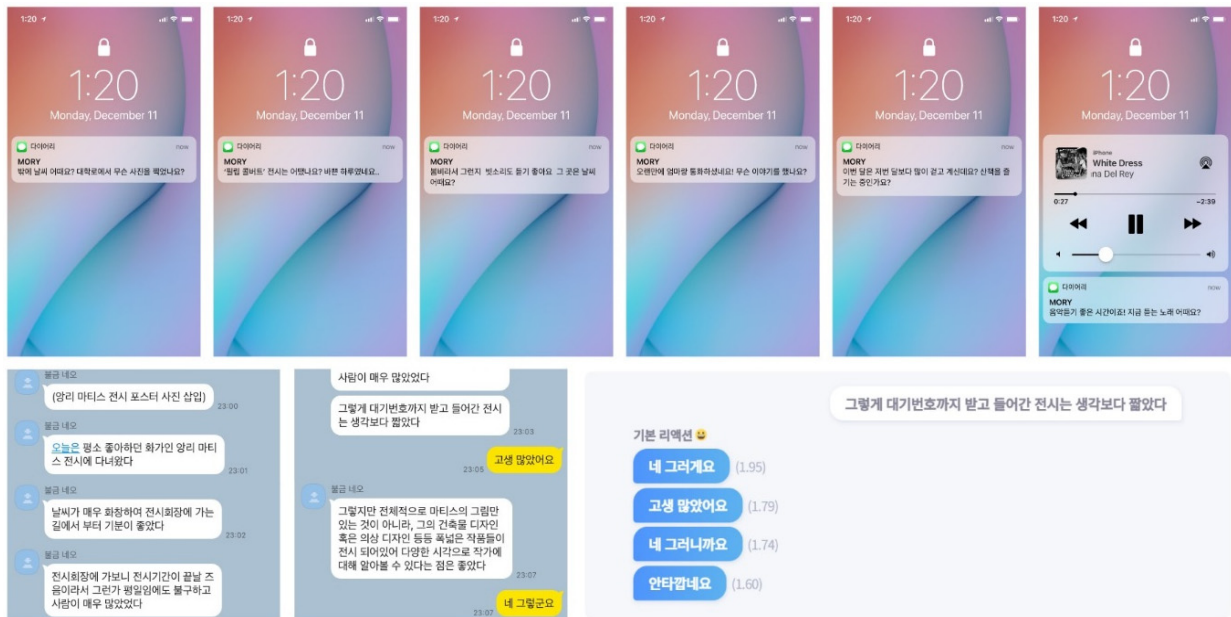 1:20
1:20
Monday, December 11
다이어리
now
MORY
밖에 날씨 어때요? 대학로에서 무슨 사진을 찍었나요?
1:20
1:20
Monday, December 11
다이어리
now
MORY
'필립 콜버트' 전시는 어땠나요? 바쁜 하루였네요..
1:20
1:20
Monday, December 11
다이어리
now
MORY
봄비라서 그런지 빗소리도 듣기 좋아요 그 곳은 날씨
어때요?
1:20
1:20
Monday, December 11
다이어리
now
MORY
오랜만에 엄마랑 통화하셨네요! 무슨 이야기를 했나요?
1:20
1:20
Monday, December 11
다이어리
now
MORY
이번 달은 저번 달보다 많이 걷고 계신데요? 산책을 즐
기는 중인가요?
1:20
1:20
Monday, December 11
iPhone
White Dress
na Del Rey
0:27
-2:39
다이어리
now
MORY
음악듣기 좋은 시간이죠! 지금 듣는 노래 어때요?
불금 네오
(앙리 마티스 전시 포스터 사진 삽입)
23:00
불금 네오
오늘은 평소 좋아하던 화가인 앙리 마티
스 전시에 다녀왔다
23:01
불금 네오
날씨가 매우 화창하여 전시회장에 가는
길에서 부터 기분이 좋았다
23:02
불금 네오
전시회장에 가보니 전시기간이 끝날 즈
음이라서 그런가 평일임에도 불구하고
사람이 매우 많았었다
사람이 매우 많았었다
그렇게 대기번호까지 받고 들어간 전시
는 생각보다 짧았다
23:03
고생 많았어요
23:05
불금 네오
그렇지만 전체적으로 마티스의 그림만
있는 것이 아니라, 그의 건축물 디자인
혹은 의상 디자인 등등 폭넓은 작품들이
전시 되어있어 다양한 시각으로 작가에
대해 알아볼 수 있다는 점은 좋았다
23:07
네 그렇군요
23:07
그렇게 대기번호까지 받고 들어간 전시는 생각보다 짧았다
기본 리액션 😀
네 그러게요 (1.95)
고생 많았어요 (1.79)
네 그러니까요 (1.74)
안타깝네요 (1.60)